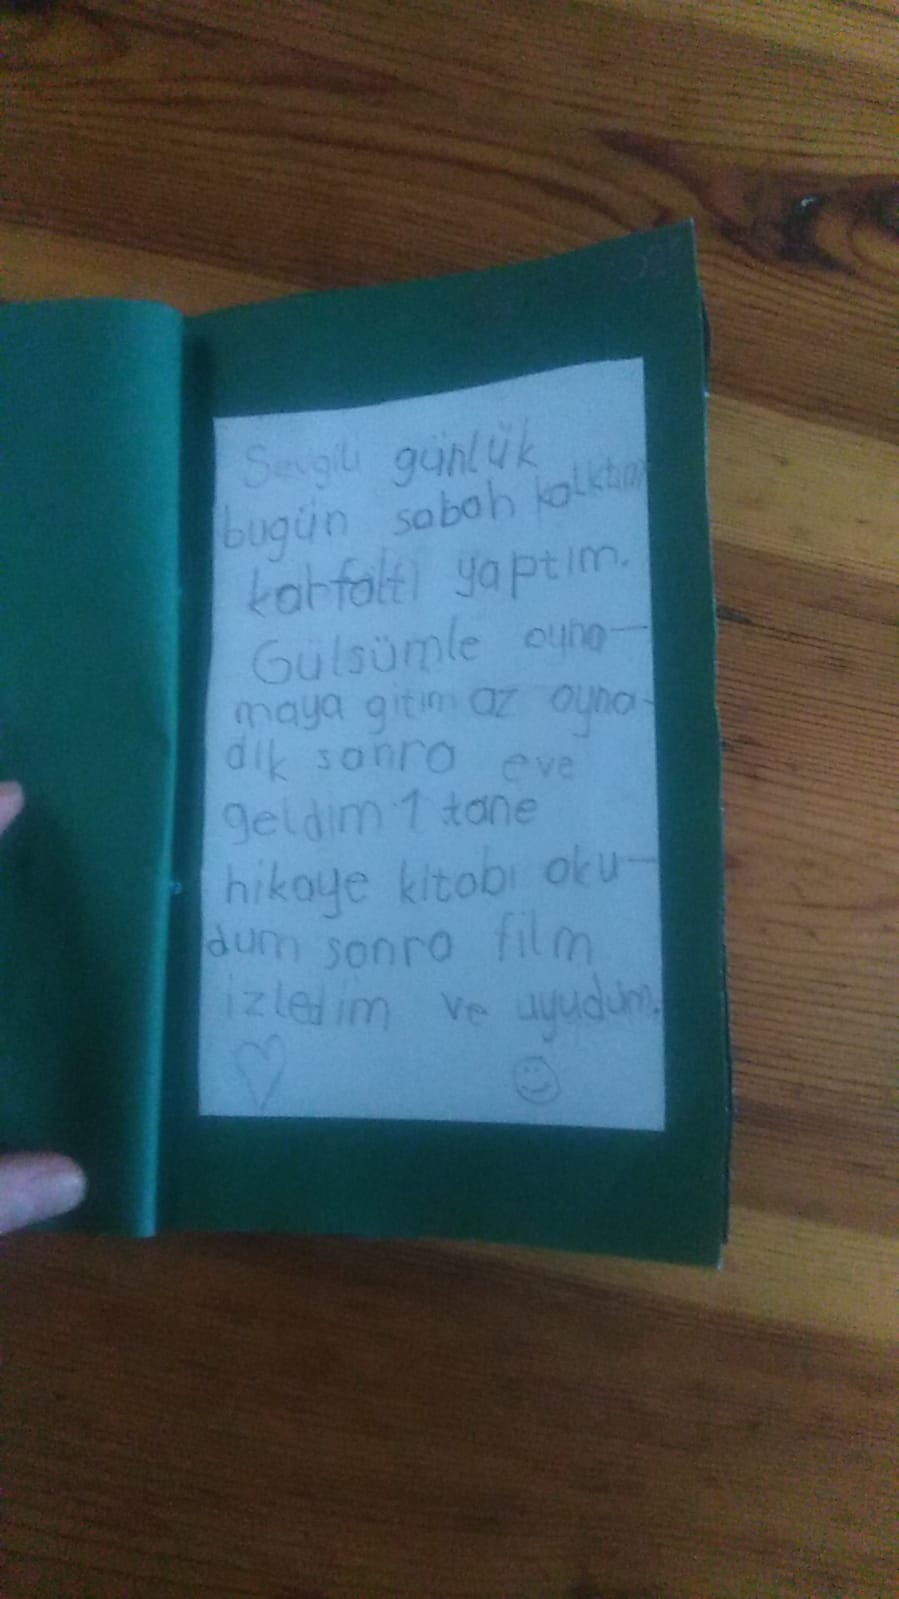 Sevgili günlük
bugün sabah kalktım
karfaltı yaptım.
Gülsümle oyna-
maya gitim az oyna-
dık sonra eve
geldim 1 tane
hikaye kitabı oku-
dum sonra film
izledim ve uyudum.